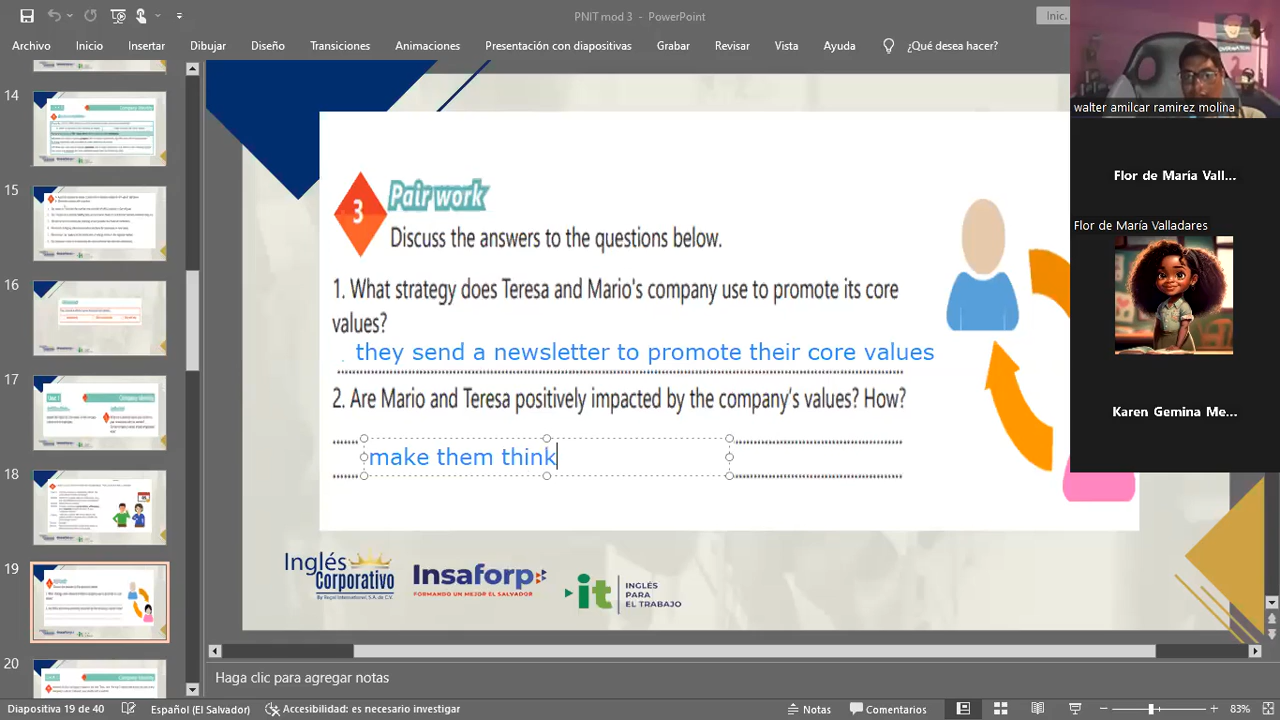 PNIT mod 3 - PowerPoint
Inic.
Archivo Inicio Insertar Dibujar Diseño Transiciones Animaciones Presentación con diapositivas Grabar Revisar Vista Ayuda ¿Qué desea hacer?
14
15
16
17
18
19
20
3
Pair work
Discuss the answers to the questions below.
1. What strategy does Teresa and Mario's company use to promote its core
values?
they send a newsletter to promote their core values
2. Are Mario and Teresa positively impacted by the company's values? How?
make them think
Inglés
Corporativo
By Regal International, S.A. de C.V.
Insaforp
FORMANDO UN MEJOR EL SALVADOR
it
INGLÉS
PARA
EL TRABAJO
walter amilcar ramirez molina
Flor de María Vall...
Flor de María Valladares
Karen Gemina Me...
Haga clic para agregar notas
Diapositiva 19 de 40 Español (El Salvador) Accesibilidad: es necesario investigar Notas Comentarios 83%